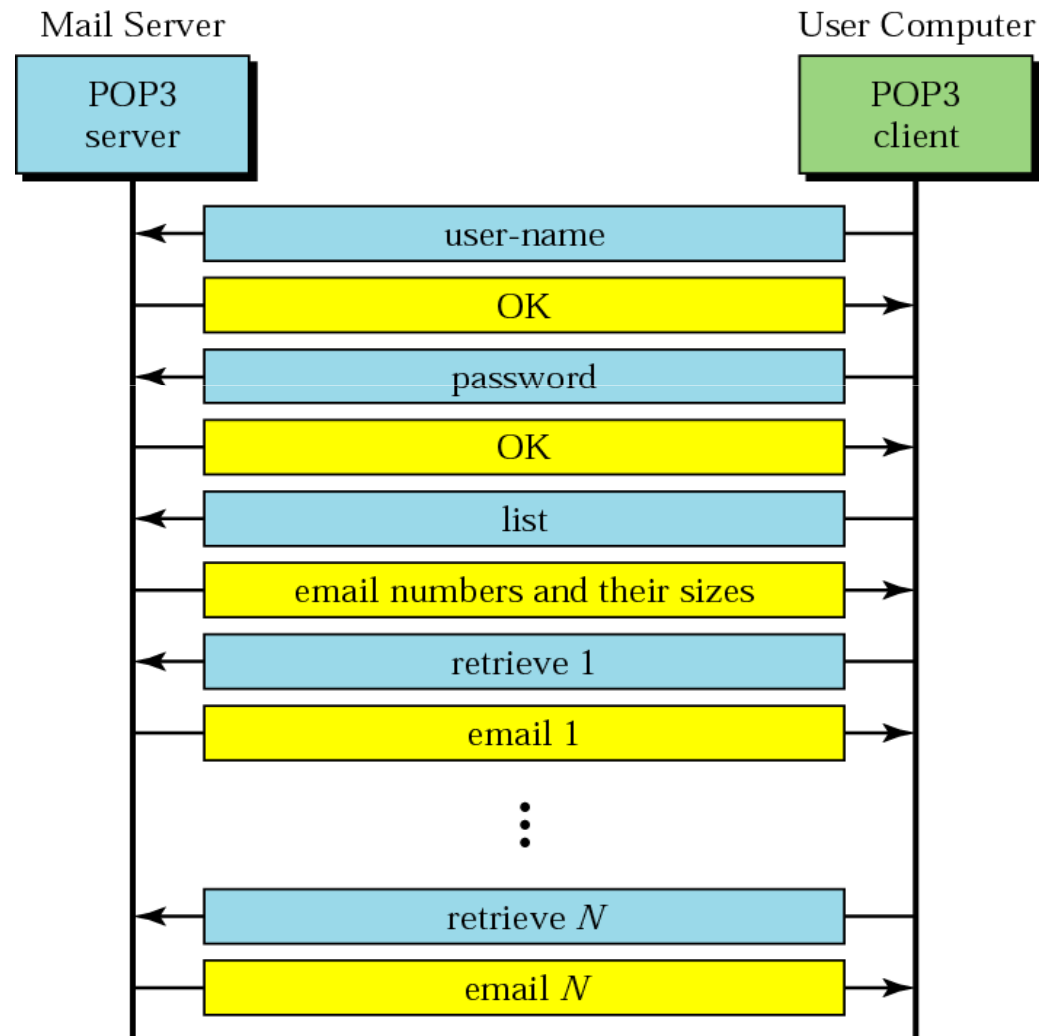 Mail Server
User Computer
POP3
server
POP3
client
user-name
OK
password
OK
list
email numbers and their sizes
retrieve 1
email 1
retrieve N
email N